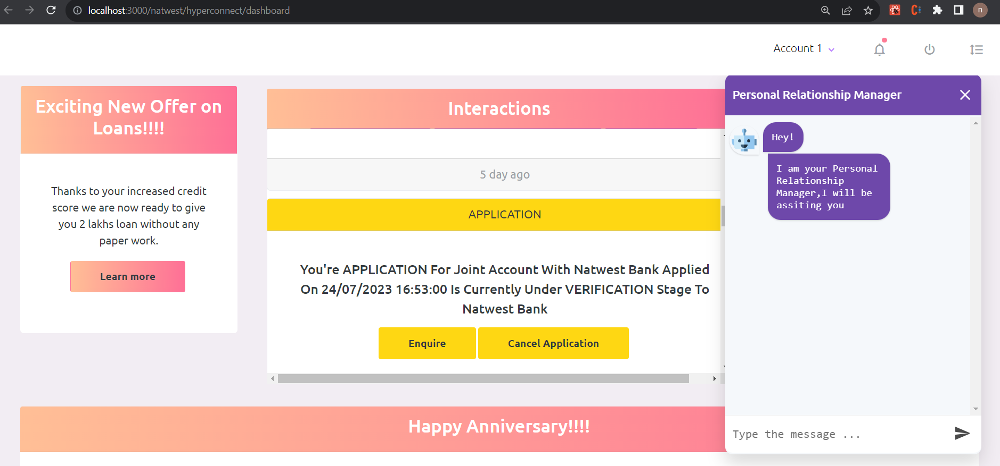 localhost:3000/natwest/hyperconnect/dashboard
n
Account 1
Exciting New Offer on
Loans!!!!
Thanks to your increased credit
score we are now ready to give
you 2 lakhs loan without any
paper work.
Learn more
Interactions
5 day ago
APPLICATION
You're APPLICATION For Joint Account With Natwest Bank Applied
On 24/07/2023 16:53:00 Is Currently Under VERIFICATION Stage To
Natwest Bank
Enquire
Cancel Application
Happy Anniversary!!!!
Personal Relationship Manager
Hey!
I am your Personal
Relationship
Manager,I will be
assiting you
Type the message ...